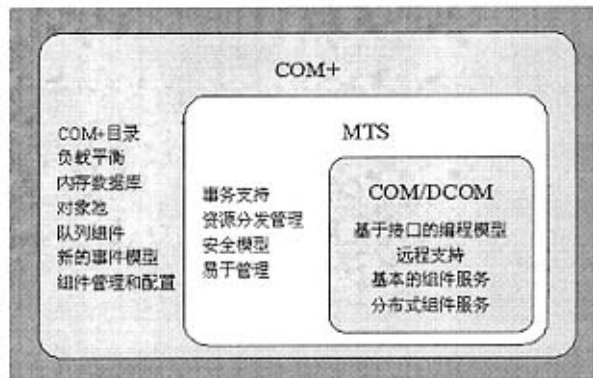 COM+
COM+目录
负载平衡
内存数据库
对象池
队列组件
新的事件模型
组件管理和配置
MTS
事务支持
资源分发管理
安全模型
易于管理
COM/DCOM
基于接口的编程模型
远程支持
基本的组件服务
分布式组件服务